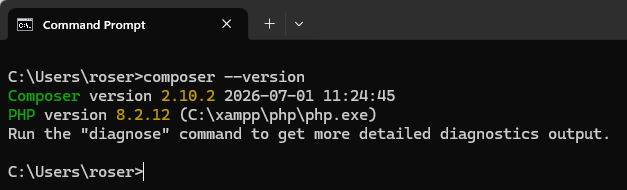 Command Prompt
C:\Users\roser>composer --version
Composer version 2.10.2 2026-07-01 11:24:45
PHP version 8.2.12 (C:\xampp\php\php.exe)
Run the "diagnose" command to get more detailed diagnostics output.
C:\Users\roser>